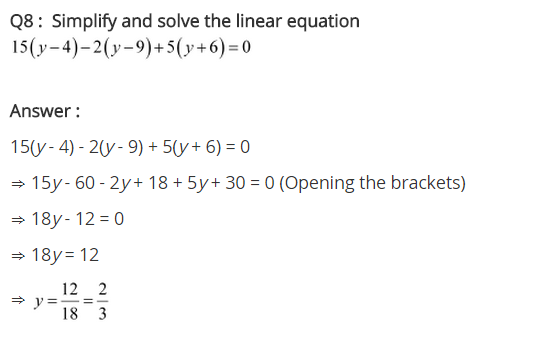 Q8 : Simplify and solve the linear equation
15(y−4)−2(y−9)+5(y+6)=0
Answer :
15(y - 4) - 2(y - 9) + 5(y + 6) = 0
⇒ 15y - 60 - 2y + 18 + 5y + 30 = 0 (Opening the brackets)
⇒ 18y - 12 = 0
⇒ 18y = 12
⇒ y = 12/18 = 2/3